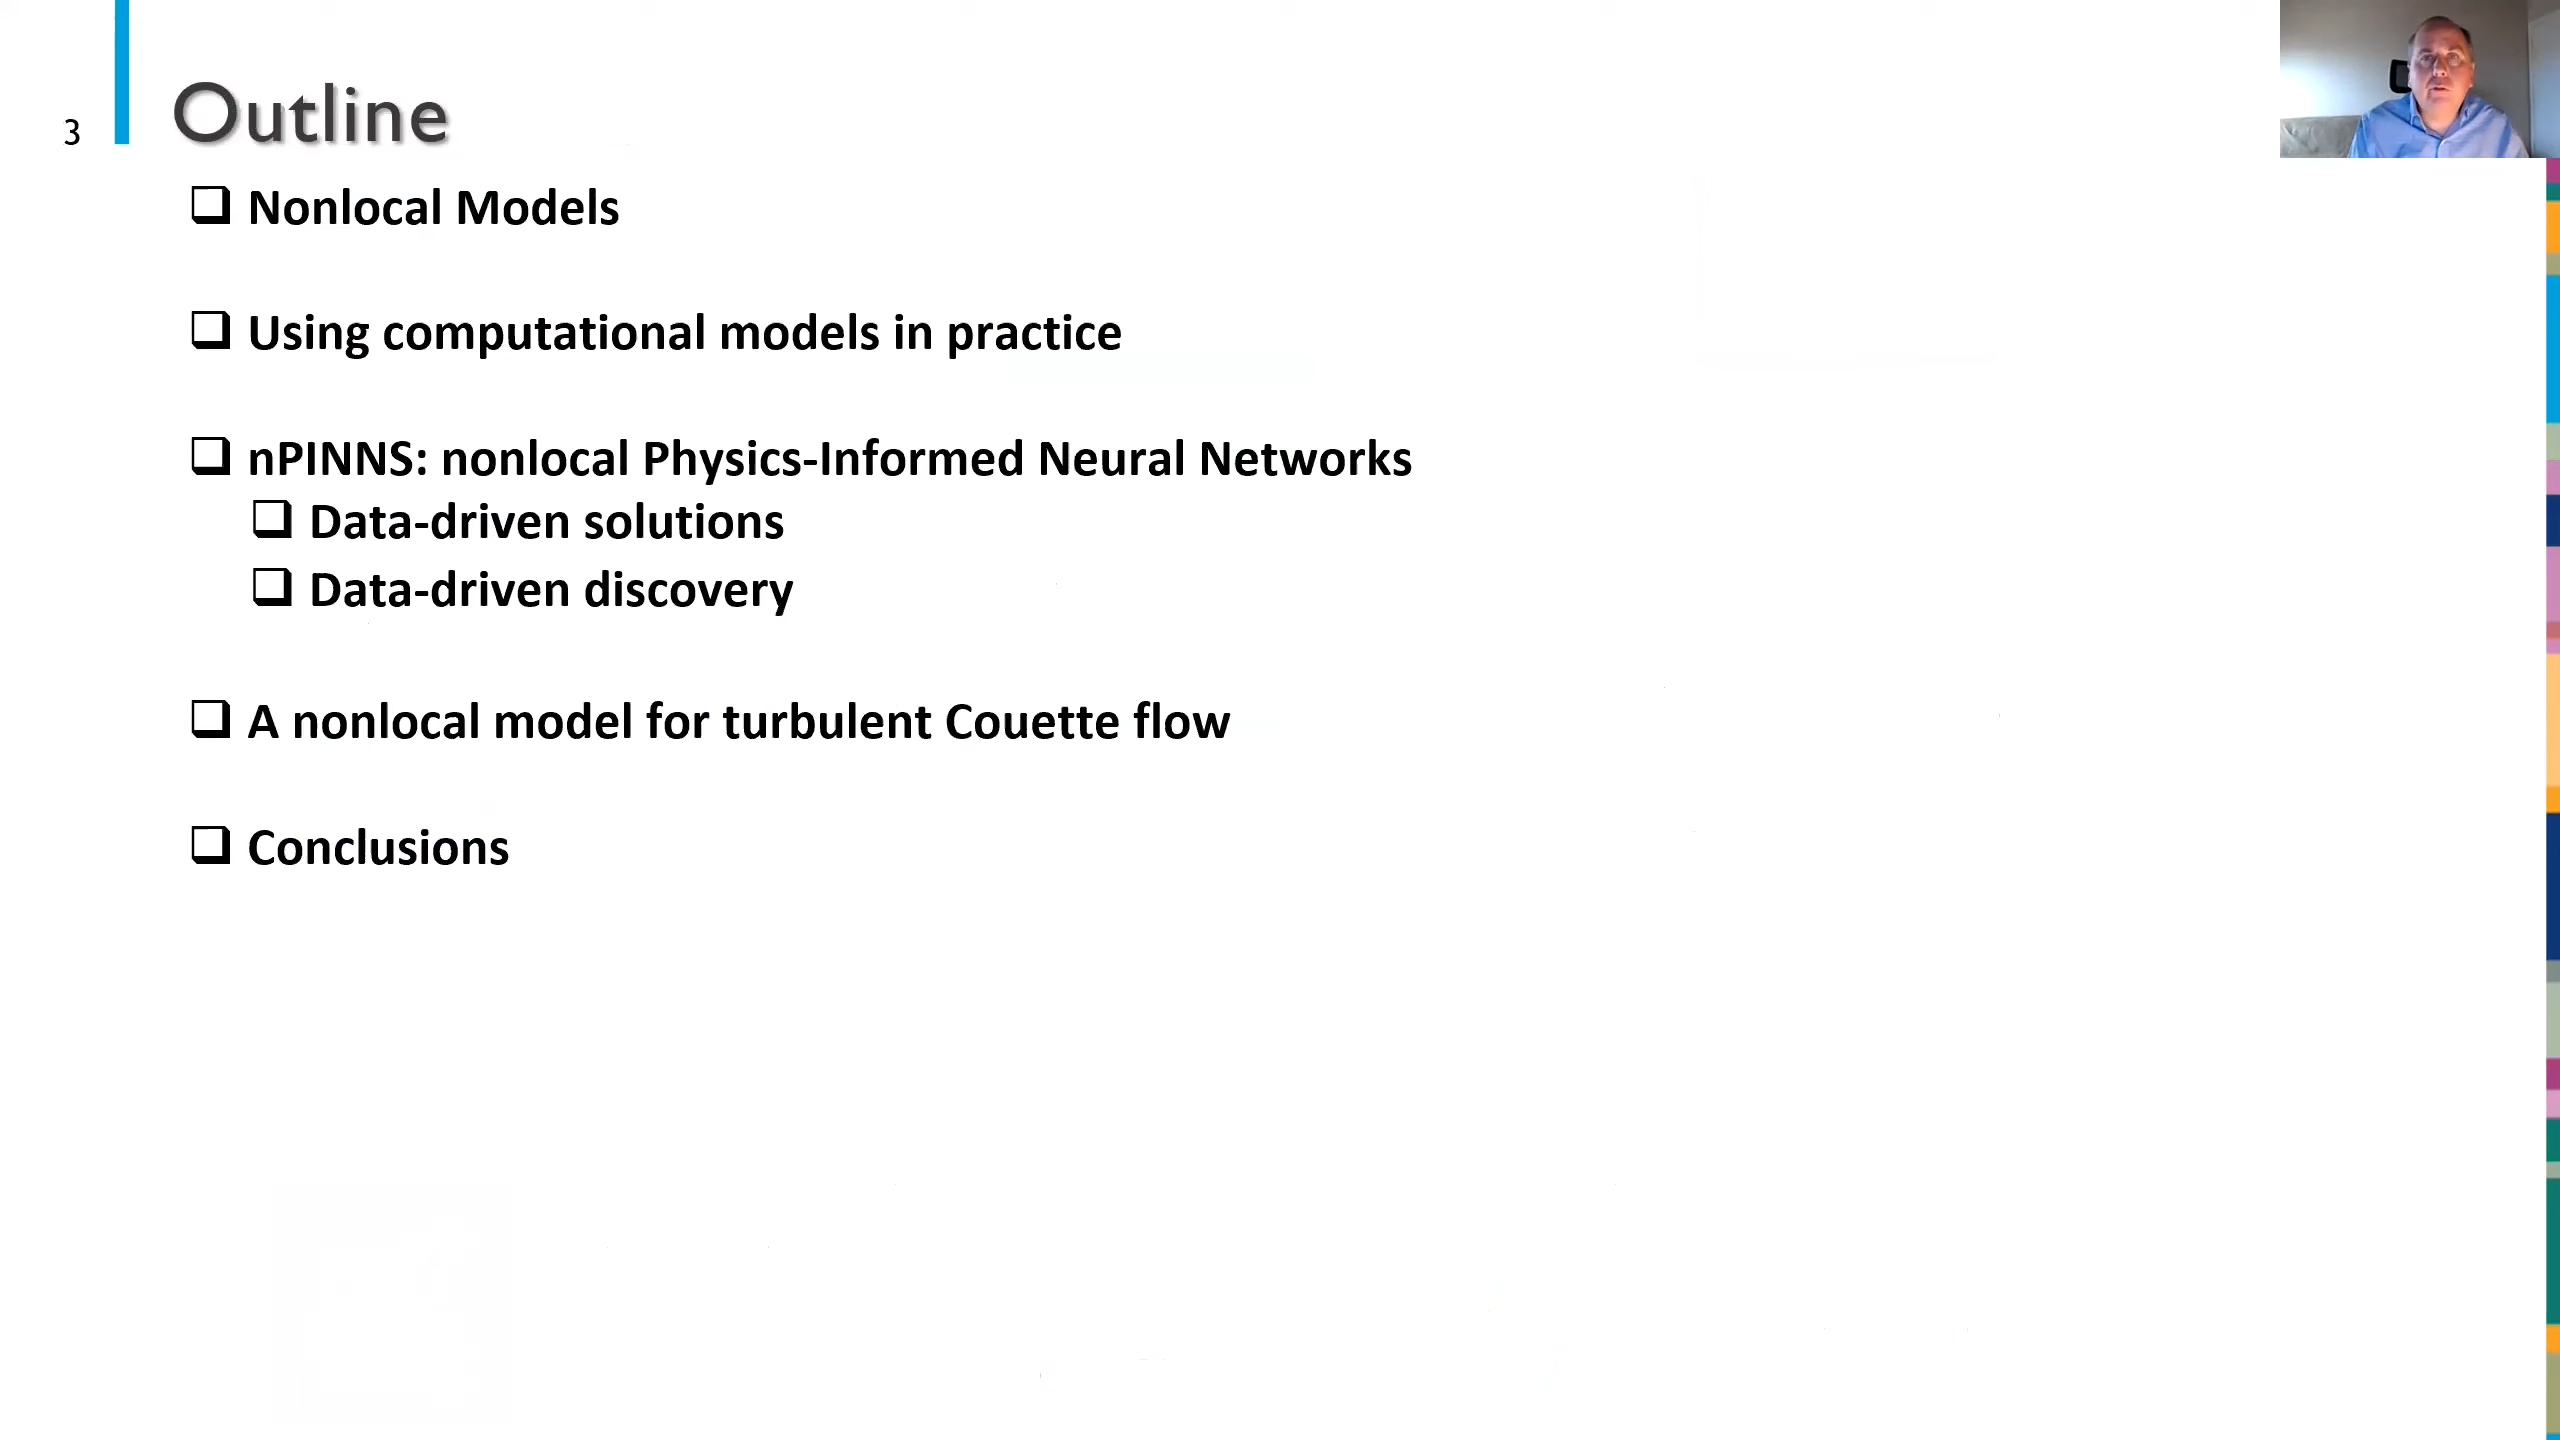 3
Outline
Nonlocal Models
Using computational models in practice
nPINNS: nonlocal Physics-Informed Neural Networks
Data-driven solutions
Data-driven discovery
A nonlocal model for turbulent Couette flow
Conclusions